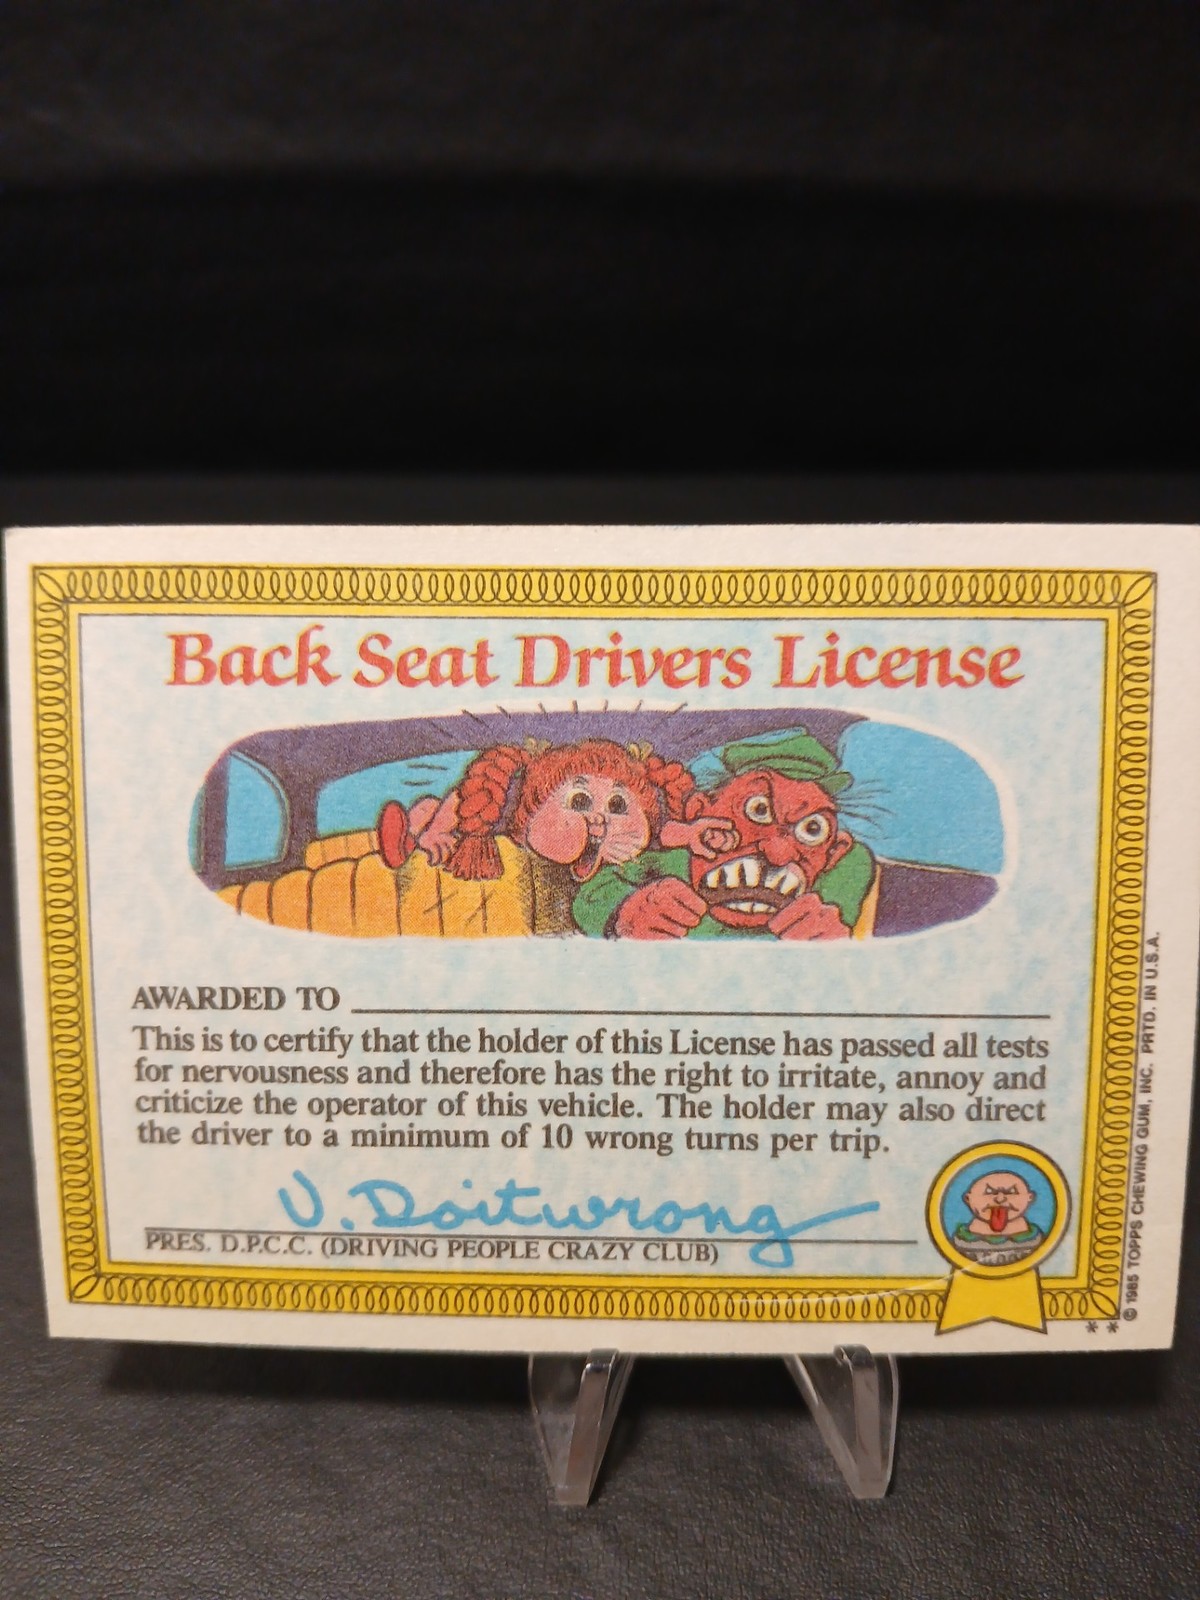 Back Seat Drivers License
AWARDED TO
This is to certify that the holder of this License has passed all tests
for nervousness and therefore has the right to irritate, annoy and
criticize the operator of this vehicle. The holder may also direct
the driver to a minimum of 10 wrong turns per trip.
U. Doitwrong
PRES. D.P.C.C. (DRIVING PEOPLE CRAZY CLUB)
* *
© 1985 TOPPS CHEWING GUM, INC. PRTD. IN U.S.A.